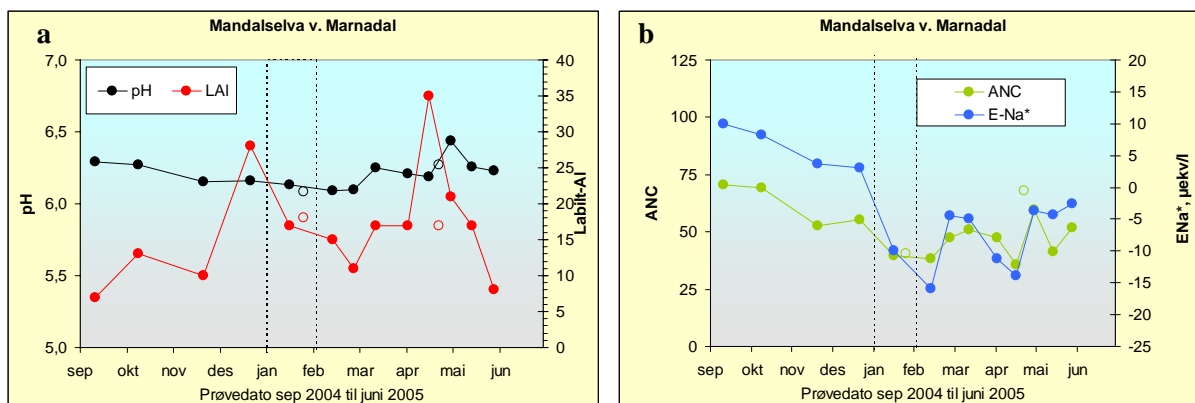 a
Mandalselva v. Marnadal
7,0
6,5
6,0
5,5
5,0
pH
pH
LAl
40
35
30
25
20
15
10
5
0
Labilt-Al
sep okt nov des jan feb mar apr mai jun
Prøvedato sep 2004 til juni 2005
b
Mandalselva v. Marnadal
125
100
75
50
25
0
ANC
ANC
E-Na*
20
15
10
5
0
-5
-10
-15
-20
-25
ENa*, µekv/l
sep okt nov des jan feb mar apr mai jun
Prøvedato sep 2004 til juni 2005